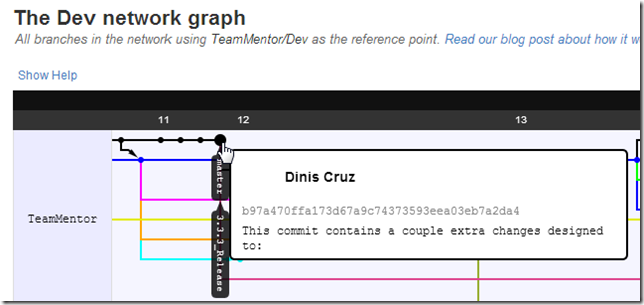 The Dev network graph
All branches in the network using TeamMentor/Dev as the reference point. Read our blog post about how it w
Show Help
11 12 13
Dinis Cruz
b97a470ffa173d67a9c74373593eea03eb7a2da4
This commit contains a couple extra changes designed
to:
TeamMentor
master
3.3.3_Release